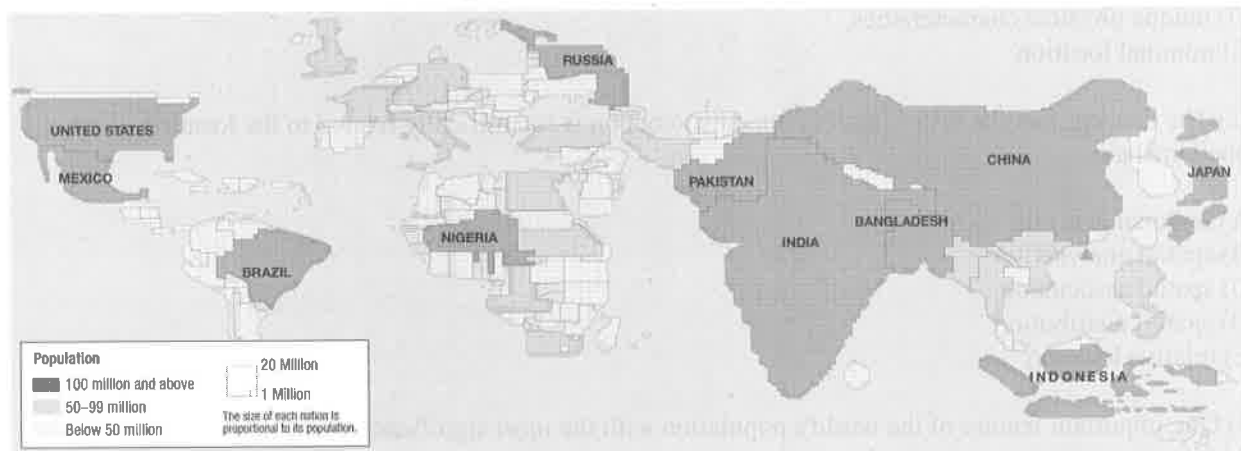 RUSSIA
UNITED STATES
CHINA
MEXICO
PAKISTAN
JAPAN
BANGLADESH
NIGERIA
INDIA
BRAZIL
INDONESIA
Population
100 million and above
50–99 million
Below 50 million
20 Million
1 Million
The size of each nation is
proportional to its population.